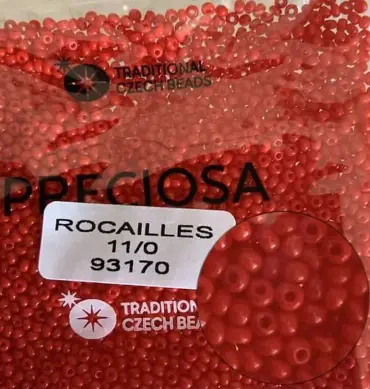 TRADITIONAL
CZECH BEADS
PRECIOSA
ROCAILLES
11/0
93170
TRADITION
CZECH BEA